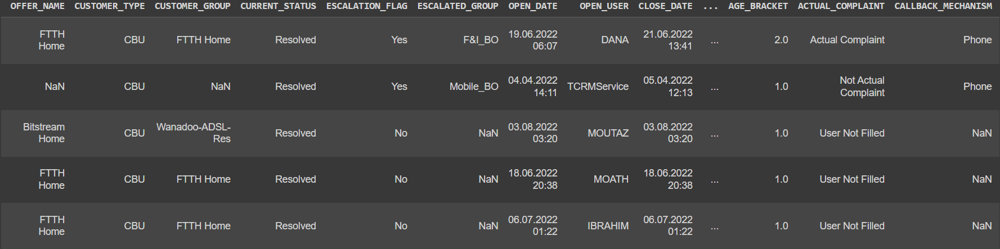 OFFER_NAME CUSTOMER_TYPE CUSTOMER_GROUP CURRENT_STATUS ESCALATION_FLAG ESCALATED_GROUP OPEN_DATE OPEN_USER CLOSE_DATE ... AGE_BRACKET ACTUAL_COMPLAINT CALLBACK_MECHANISM
FTTH Home CBU FTTH Home Resolved Yes F&I_BO 19.06.2022 06:07 DANA 21.06.2022 13:41 ... 2.0 Actual Complaint Phone
NaN CBU NaN Resolved Yes Mobile_BO 04.04.2022 14:11 TCRMService 05.04.2022 12:13 ... 1.0 Not Actual Complaint Phone
Bitstream Home CBU Wanadoo-ADSL-Res Resolved No NaN 03.08.2022 03:20 MOUTAZ 03.08.2022 03:20 ... 1.0 User Not Filled NaN
FTTH Home CBU FTTH Home Resolved No NaN 18.06.2022 20:38 MOATH 18.06.2022 20:38 ... 1.0 User Not Filled NaN
FTTH Home CBU FTTH Home Resolved No NaN 06.07.2022 01:22 IBRAHIM 06.07.2022 01:22 ... 1.0 User Not Filled NaN